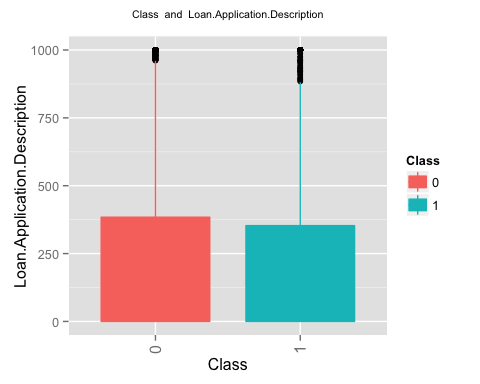 Class and Loan.Application.Description
1000
750
500
250
0
Loan.Application.Description
0
1
Class
Class
0
1